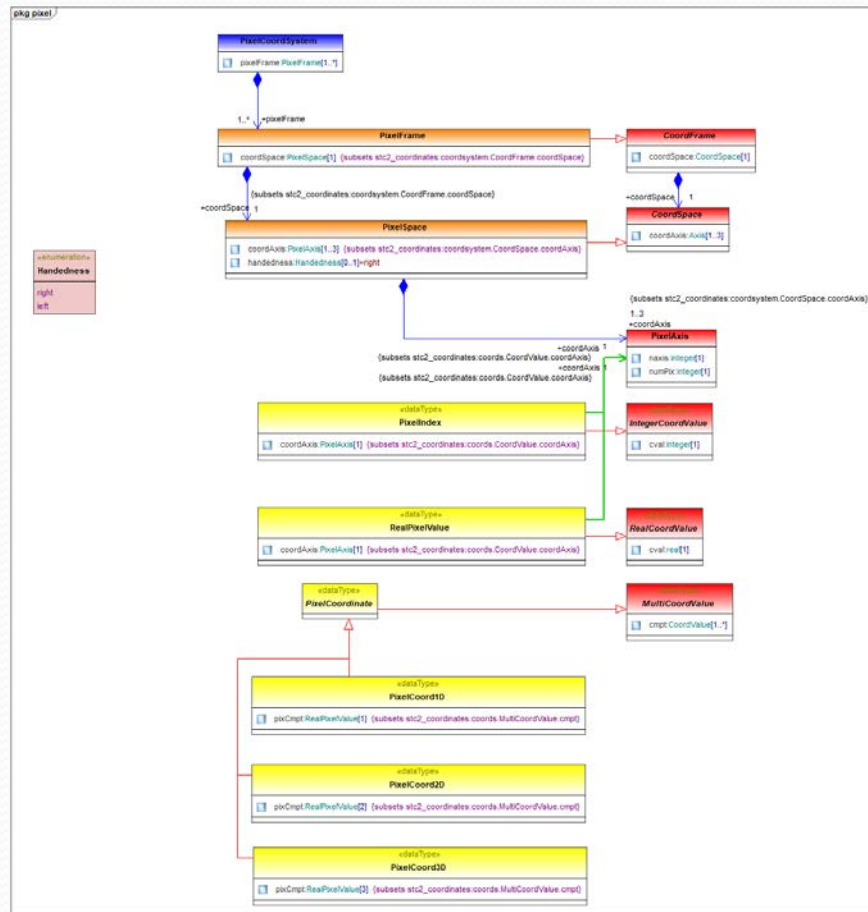 pkg pixel
PixelCoordSystem
pixelFrame:PixelFrame[1..*]
1..* +pixelFrame
PixelFrame
coordSpace:PixelSpace[1] {subsets stc2_coordinates:coordsystem.CoordFrame.coordSpace}
CoordFrame
coordSpace:CoordSpace[1]
{subsets stc2_coordinates:coordsystem.CoordFrame.coordSpace}
+coordSpace 1
+coordSpace 1
PixelSpace
coordAxis:PixelAxis[1..3] {subsets stc2_coordinates:coordsystem.CoordSpace.coordAxis}
handedness:Handedness[0..1]=right
CoordSpace
coordAxis:Axis[1..3]
«enumeration»
Handedness
right
left
{subsets stc2_coordinates:coordsystem.CoordSpace.coordAxis}
1..3
+coordAxis
PixelAxis
naxis:integer[1]
numPix:integer[1]
+coordAxis 1
{subsets stc2_coordinates:coords.CoordValue.coordAxis}
+coordAxis 1
{subsets stc2_coordinates:coords.CoordValue.coordAxis}
«dataType»
PixelIndex
coordAxis:PixelAxis[1] {subsets stc2_coordinates:coords.CoordValue.coordAxis}
IntegerCoordValue
cval:integer[1]
«dataType»
RealPixelValue
coordAxis:PixelAxis[1] {subsets stc2_coordinates:coords.CoordValue.coordAxis}
RealCoordValue
cval:real[1]
«dataType»
PixelCoordinate
MultiCoordValue
cmpt:CoordValue[1..*]
«dataType»
PixelCoord1D
pixCmpt:RealPixelValue[1] {subsets stc2_coordinates:coords.MultiCoordValue.cmpt}
«dataType»
PixelCoord2D
pixCmpt:RealPixelValue[2] {subsets stc2_coordinates:coords.MultiCoordValue.cmpt}
«dataType»
PixelCoord3D
pixCmpt:RealPixelValue[3] {subsets stc2_coordinates:coords.MultiCoordValue.cmpt}